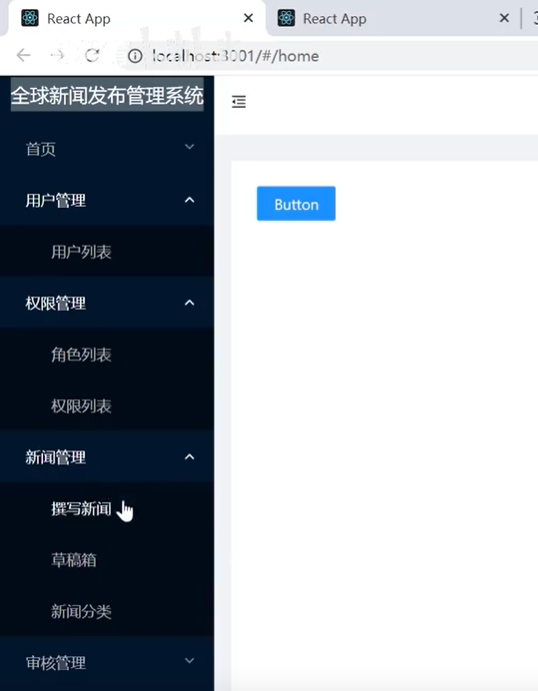 React App
React App
localhost:3001/#/home
全球新闻发布管理系统
首页
Button
用户管理
用户列表
权限管理
角色列表
权限列表
新闻管理
撰写新闻
草稿箱
新闻分类
审核管理